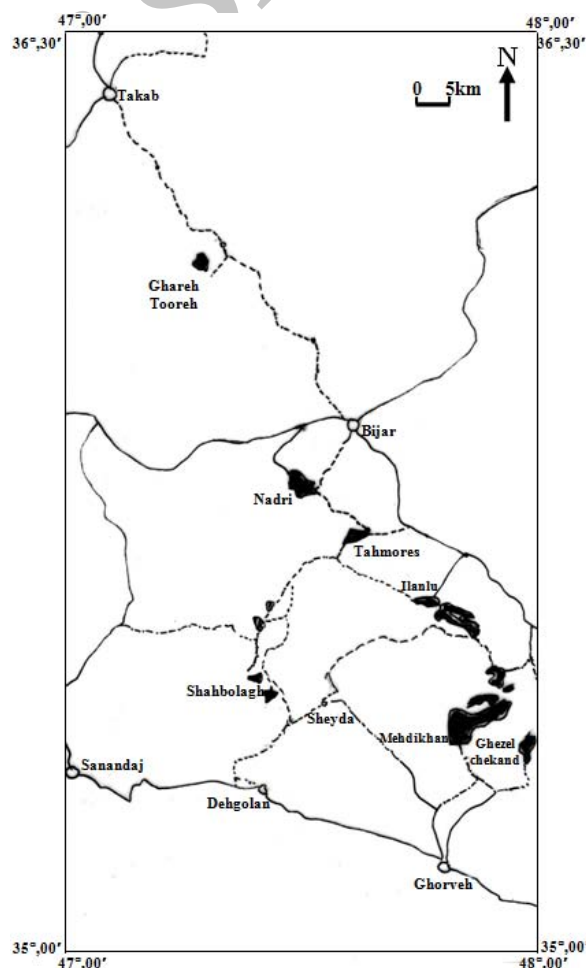 47°,00'
48°,00'
36°,30'
36°,30'
N
0 5km
Takab
Ghareh
Tooreh
Bijar
Nadri
Tahmores
Ilanlu
Shahbolagh
Sheyda
Mehdikhan
Ghezel
chekand
Sanandaj
Dehgolan
Ghorveh
35°,00'
35°,00'
47°,00'
48°,00'